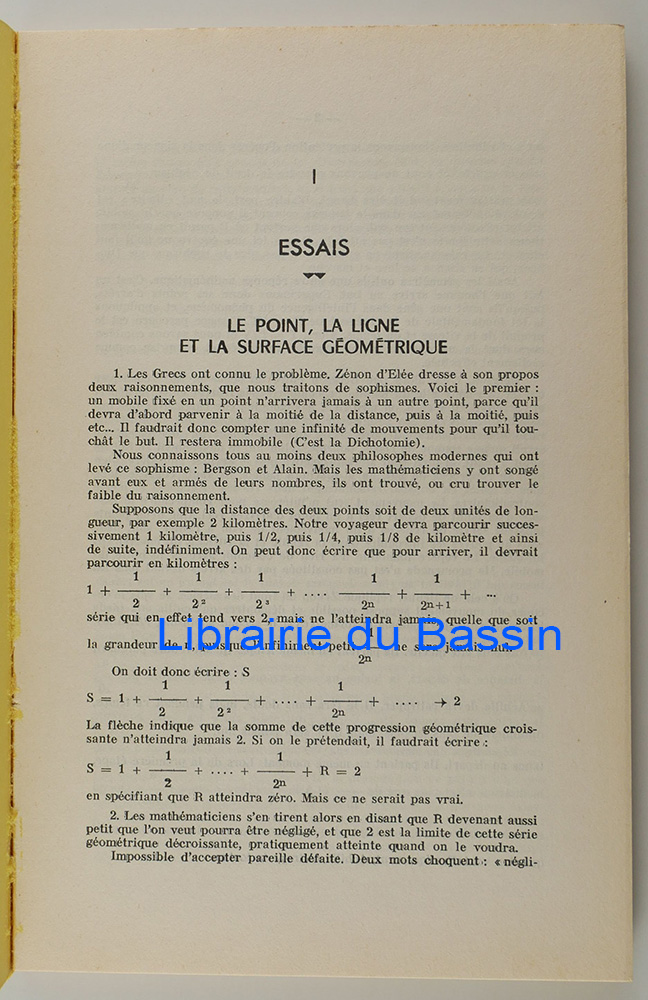 I
ESSAIS
LE POINT, LA LIGNE
ET LA SURFACE GÉOMÉTRIQUE
1. Les Grecs ont connu le problème. Zénon d'Elée dresse à son propos
deux raisonnements, que nous traitons de sophismes. Voici le premier :
un mobile fixé en un point n'arrivera jamais à un autre point, parce qu'il
devra d'abord parvenir à la moitié de la distance, puis à la moitié, puis
etc... Il faudrait donc compter une infinité de mouvements pour qu'il tou-
chât le but. Il restera immobile (C'est la Dichotomie).
Nous connaissons tous au moins deux philosophes modernes qui ont
levé ce sophisme : Bergson et Alain. Mais les mathématiciens y ont songé
avant eux et armés de leurs nombres, ils ont trouvé, ou cru trouver le
faible du raisonnement.
Supposons que la distance des deux points soit de deux unités de lon-
gueur, par exemple 2 kilomètres. Notre voyageur devra parcourir succes-
sivement 1 kilomètre, puis 1/2, puis 1/4, puis 1/8 de kilomètre et ainsi
de suite, indéfiniment. On peut donc écrire que pour arriver, il devrait
parcourir en kilomètres :
1 1 1 1 1
1 + — + — + — + .... — + — + ...
2 2² 2³ 2n 2n+1
série qui en effet tend vers 2, mais ne l'atteindra jamais, quelle que soit
Librairie du Bassin
1
la grandeur de n, puisque l'infiniment petit — ne sera jamais nul.
2n
On doit donc écrire : S
1 1 1
S = 1 + — + — + .... + — + .... → 2
2 2² 2n
La flèche indique que la somme de cette progression géométrique crois-
sante n'atteindra jamais 2. Si on le prétendait, il faudrait écrire :
1 1
S = 1 + — + .... + — + R = 2
2 2n
en spécifiant que R atteindra zéro. Mais ce ne serait pas vrai.
2. Les mathématiciens s'en tirent alors en disant que R devenant aussi
petit que l'on veut pourra être négligé, et que 2 est la limite de cette série
géométrique décroissante, pratiquement atteinte quand on le voudra.
Impossible d'accepter pareille défaite. Deux mots choquent : « négli-